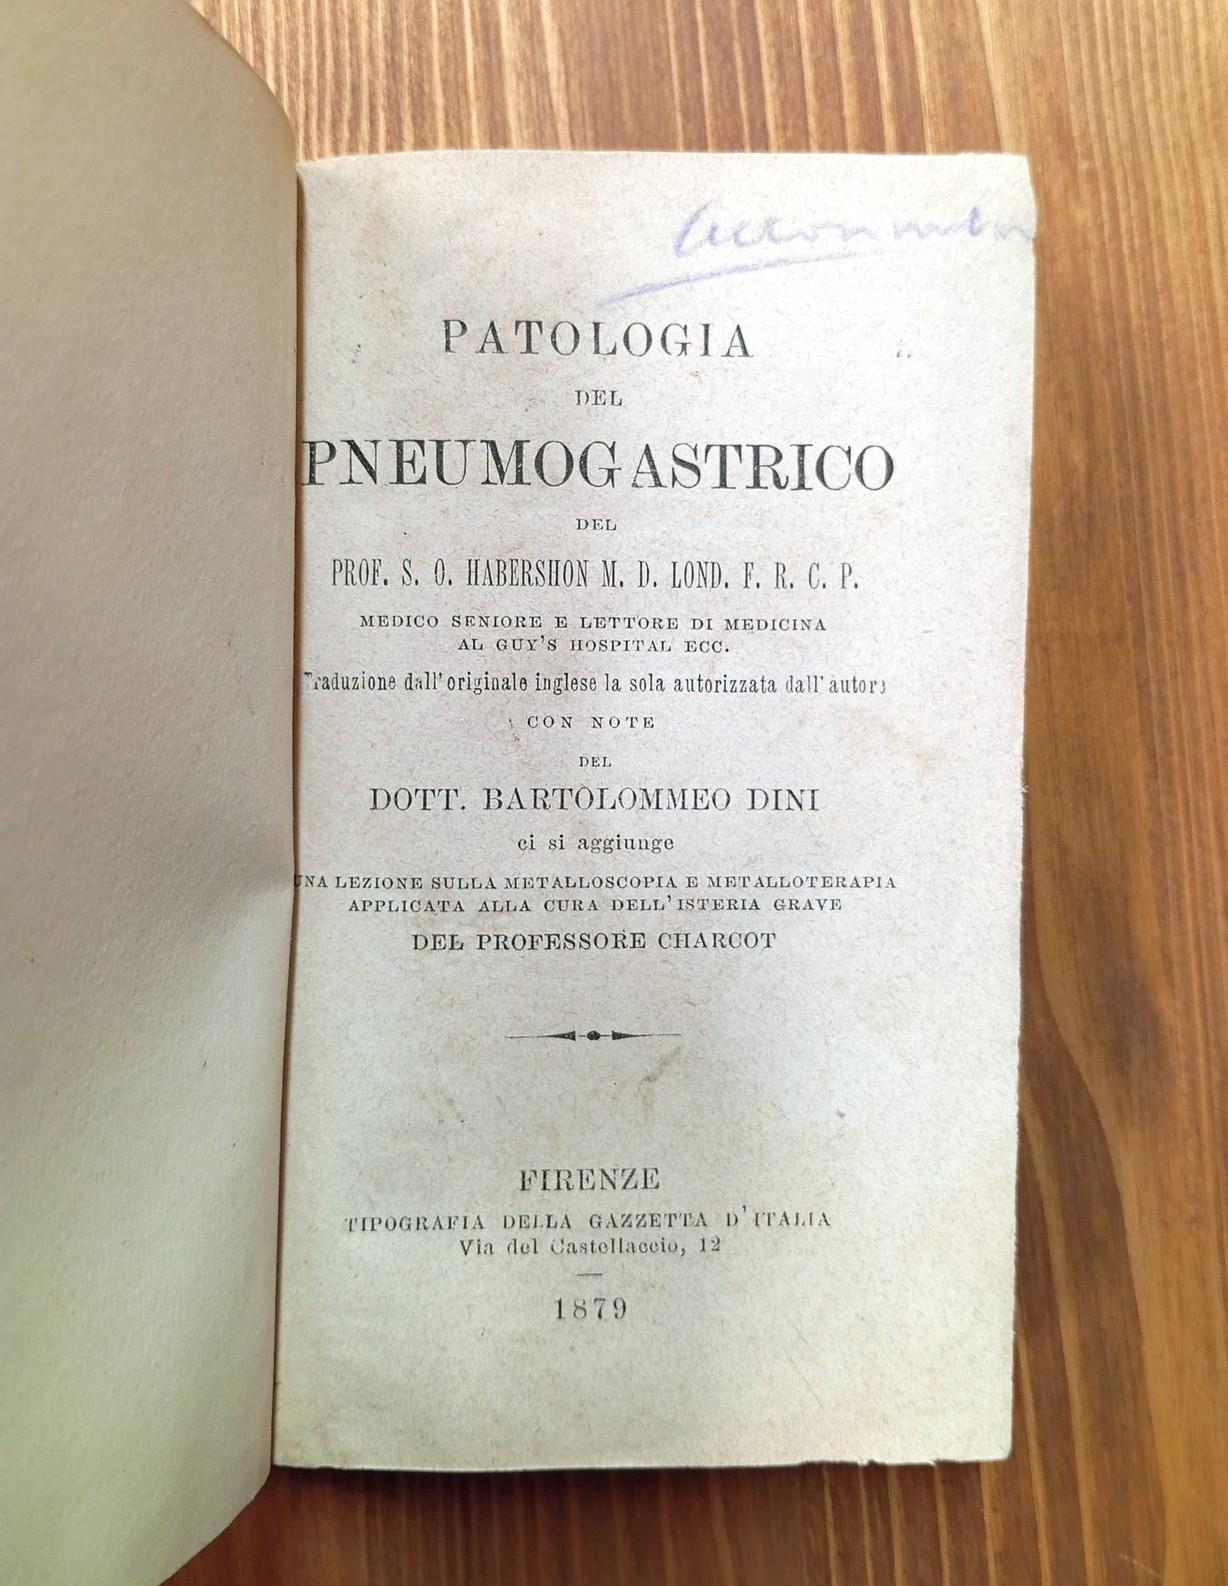 PATOLOGIA
DEL
PNEUMOGASTRICO
DEL
PROF. S. O. HABERSHON M. D. LOND. F. R. C. P.
MEDICO SENIORE E LETTORE DI MEDICINA
AL GUY'S HOSPITAL ECC.
Traduzione dall'originale inglese la sola autorizzata dall'autore
CON NOTE
DEL
DOTT. BARTOLOMMEO DINI
ci si aggiunge
UNA LEZIONE SULLA METALLOSCOPIA E METALLOTERAPIA
APPLICATA ALLA CURA DELL'ISTERIA GRAVE
DEL PROFESSORE CHARCOT
FIRENZE
TIPOGRAFIA DELLA GAZZETTA D'ITALIA
Via del Castellaccio, 12
1879